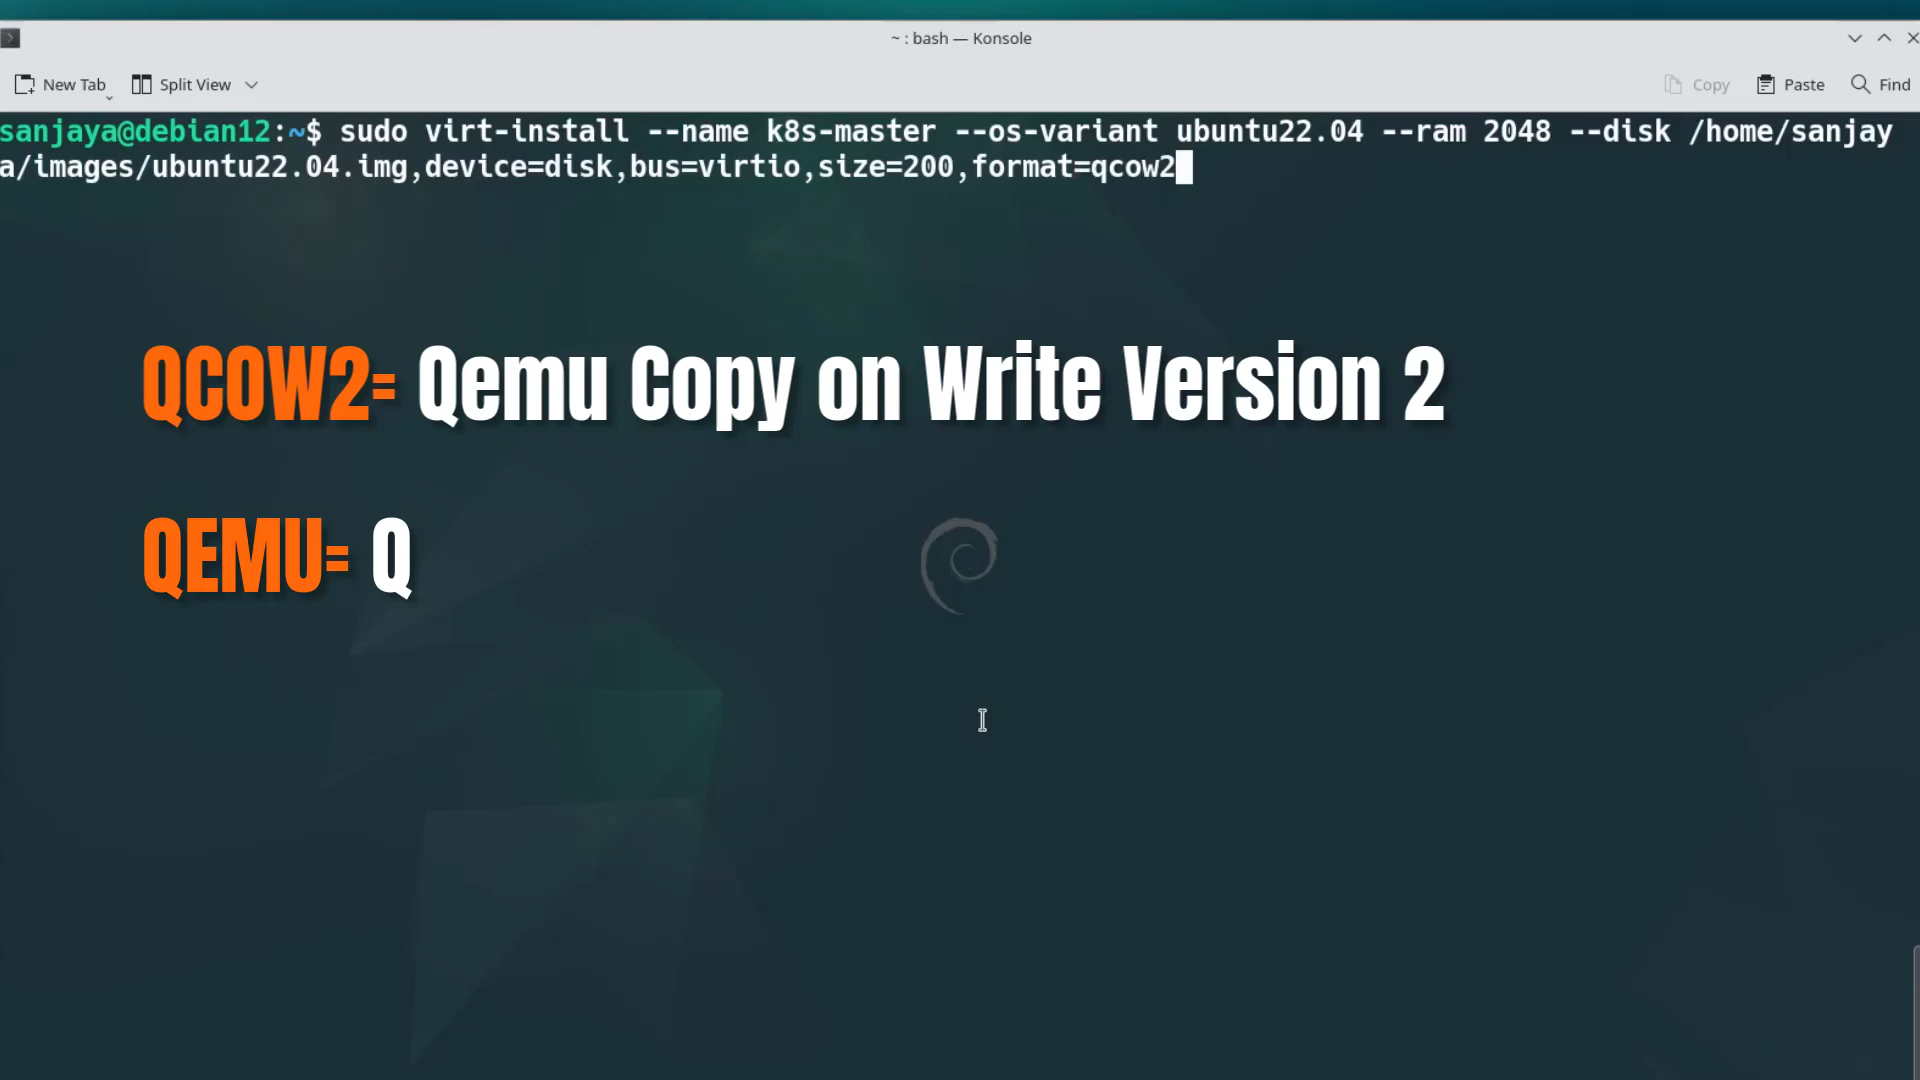 ~ : bash — Konsole
New Tab Split View Copy Paste Find
sanjaya@debian12:~$ sudo virt-install --name k8s-master --os-variant ubuntu22.04 --ram 2048 --disk /home/sanjay
a/images/ubuntu22.04.img,device=disk,bus=virtio,size=200,format=qcow2
QCOW2= Qemu Copy on Write Version 2
QEMU= Q